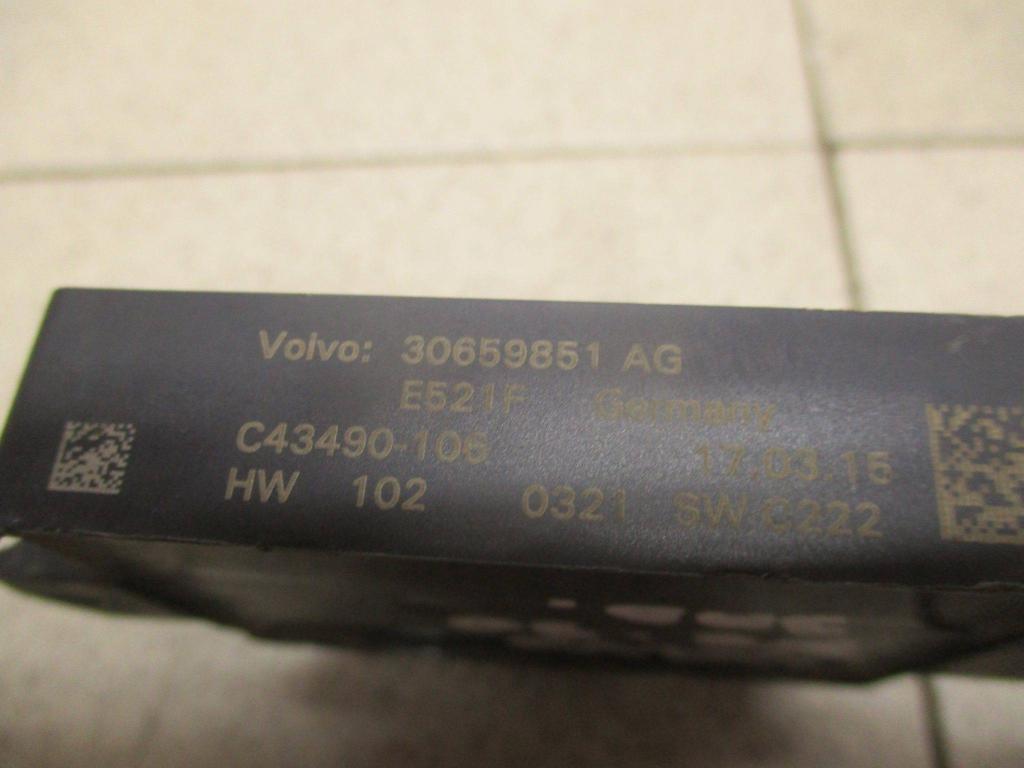 Volvo: 30659851 AG
E521F Germany
C43490-106 17.03.15
HW 102 0321 SW C222